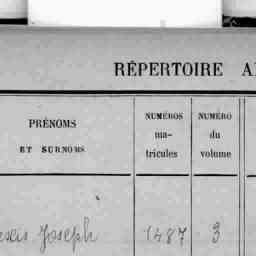 RÉPERTOIRE A
PRÉNOMS
ET SURNOMS
NUMÉROS
ma-
tricules
NUMÉRO
du
volume
Joseph 1487 3